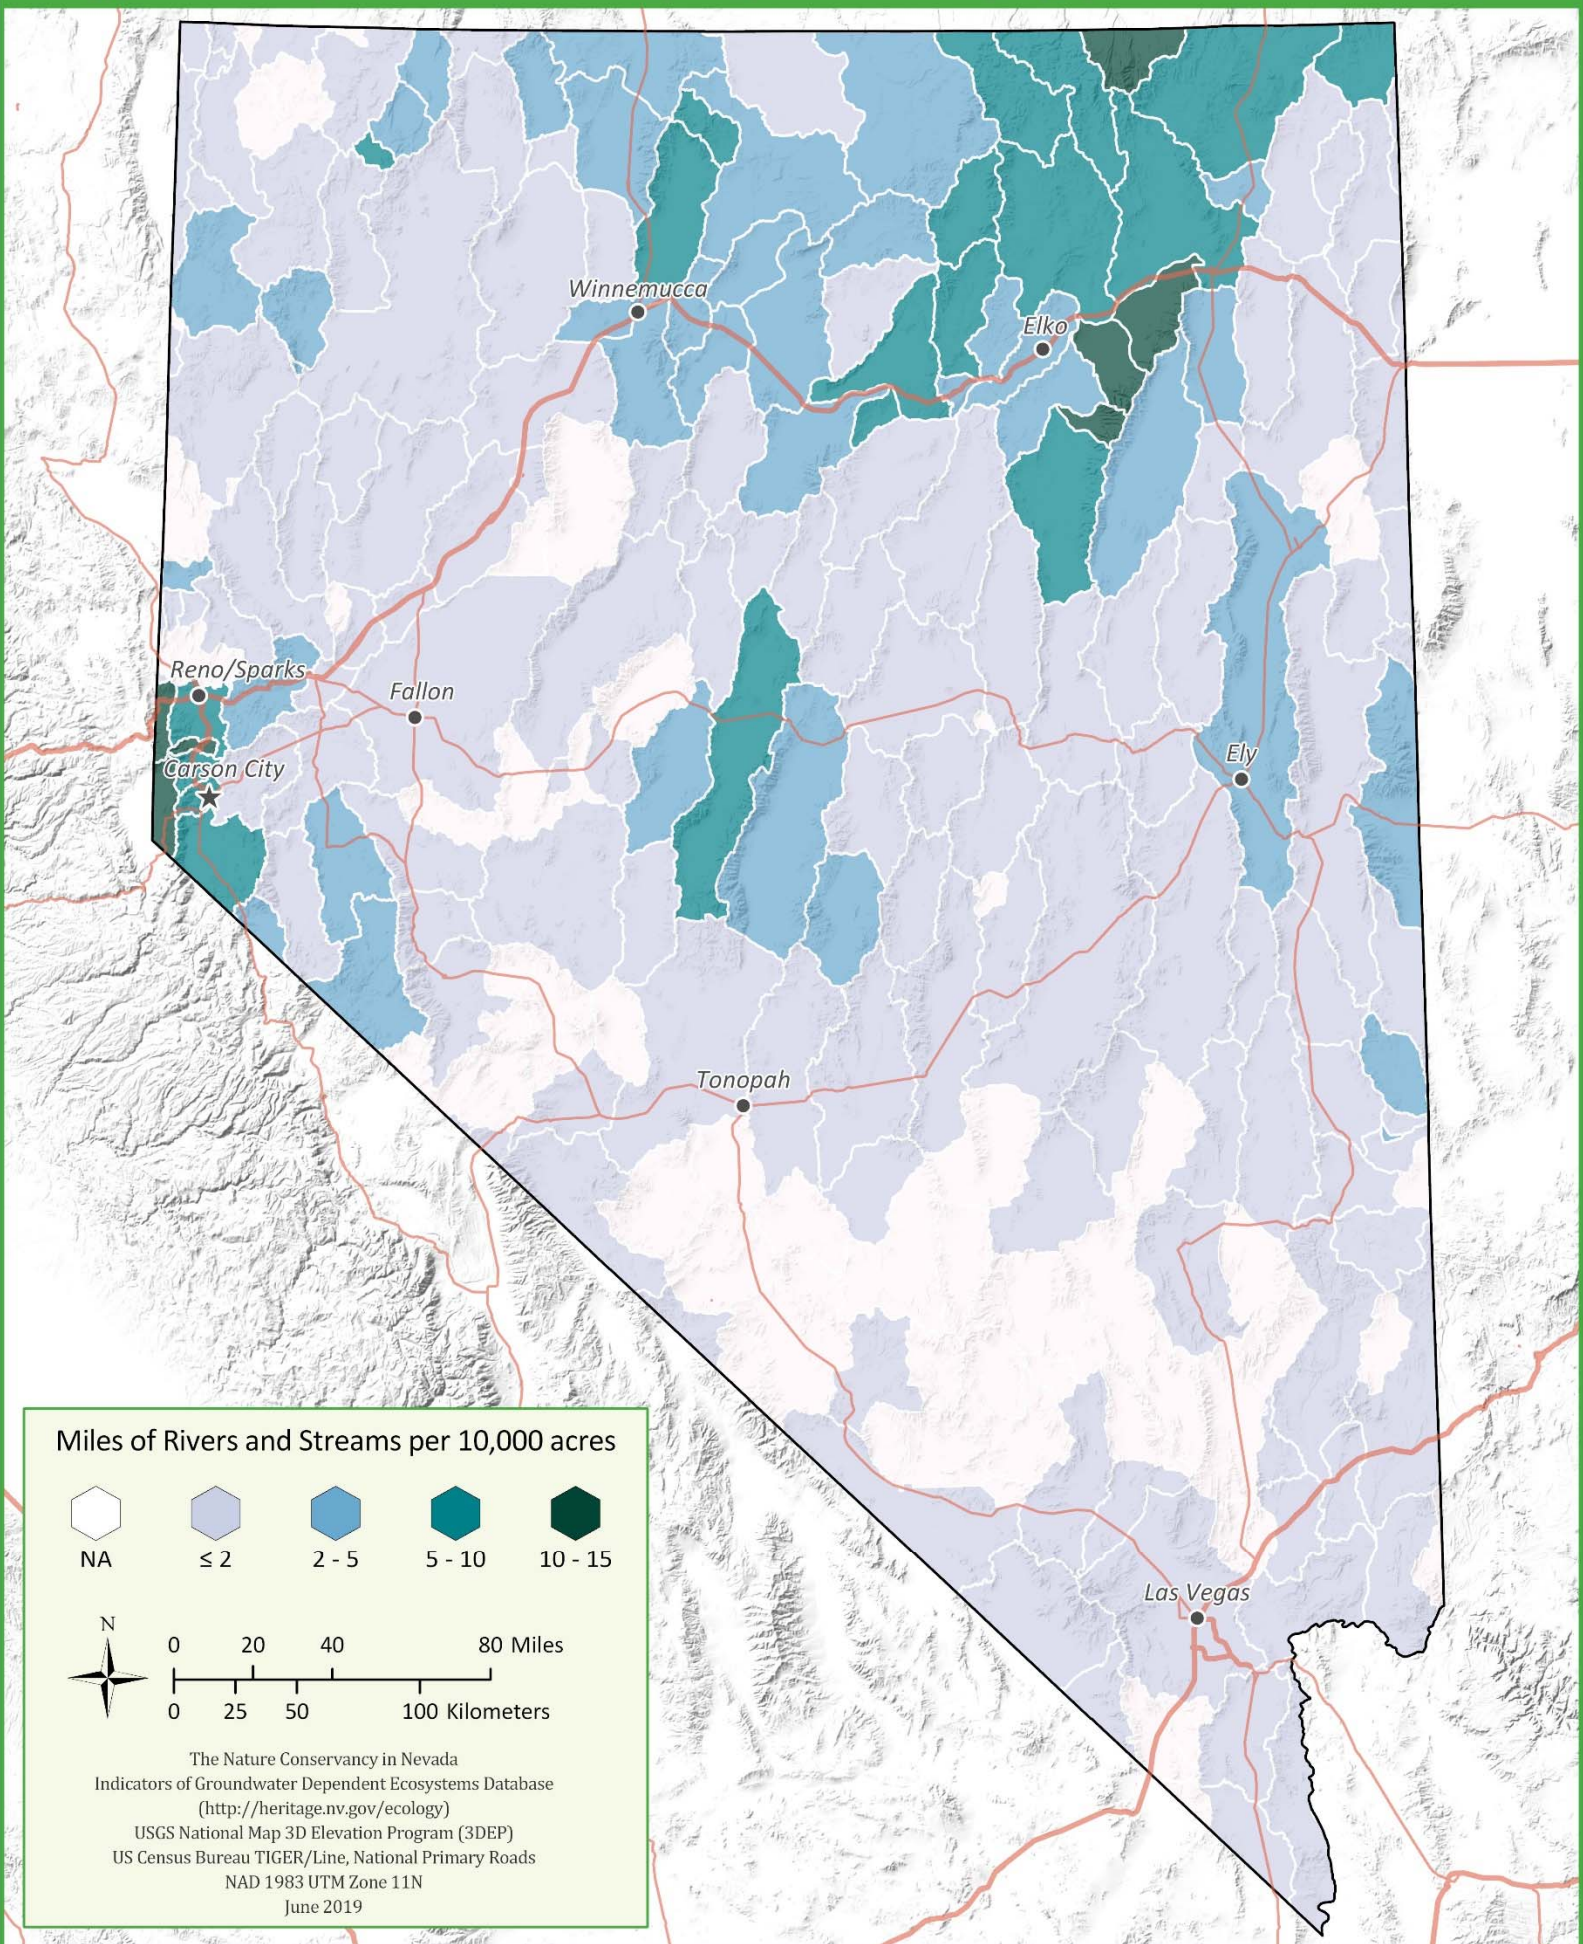 Winnemucca
Elko
Reno/Sparks
Fallon
Carson City
Ely
Tonopah
Las Vegas
Miles of Rivers and Streams per 10,000 acres
NA ≤ 2 2 - 5 5 - 10 10 - 15
N
0 20 40 80 Miles
0 25 50 100 Kilometers
The Nature Conservancy in Nevada
Indicators of Groundwater Dependent Ecosystems Database
(http://heritage.nv.gov/ecology)
USGS National Map 3D Elevation Program (3DEP)
US Census Bureau TIGER/Line, National Primary Roads
NAD 1983 UTM Zone 11N
June 2019